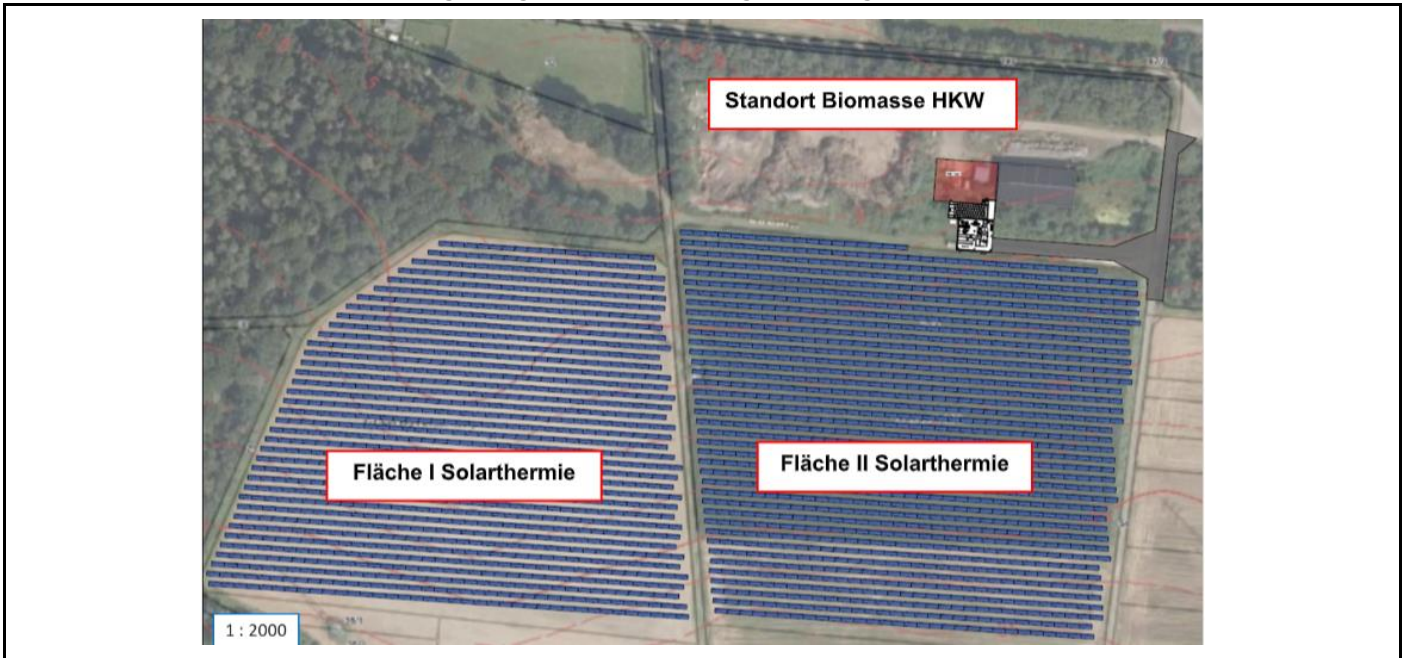 Standort Biomasse HKW
Fläche I Solarthermie
Fläche II Solarthermie
1 : 2000